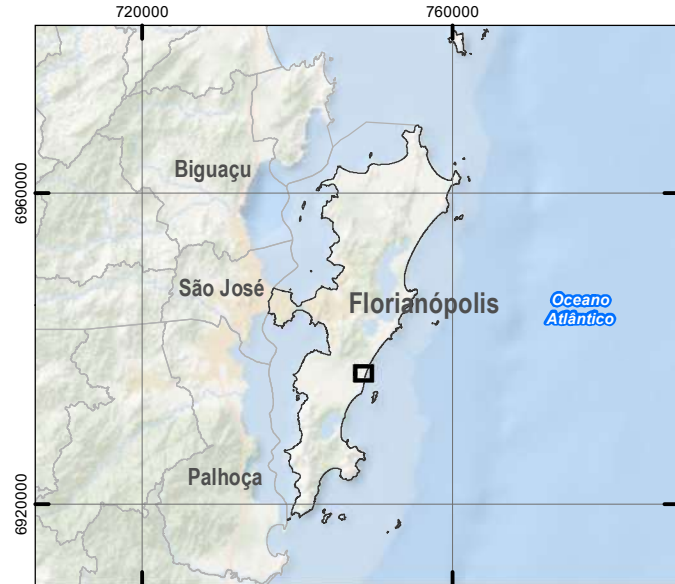 720000
760000
6960000
Biguaçu
São José
Florianópolis
Oceano
Atlântico
Palhoça
6920000